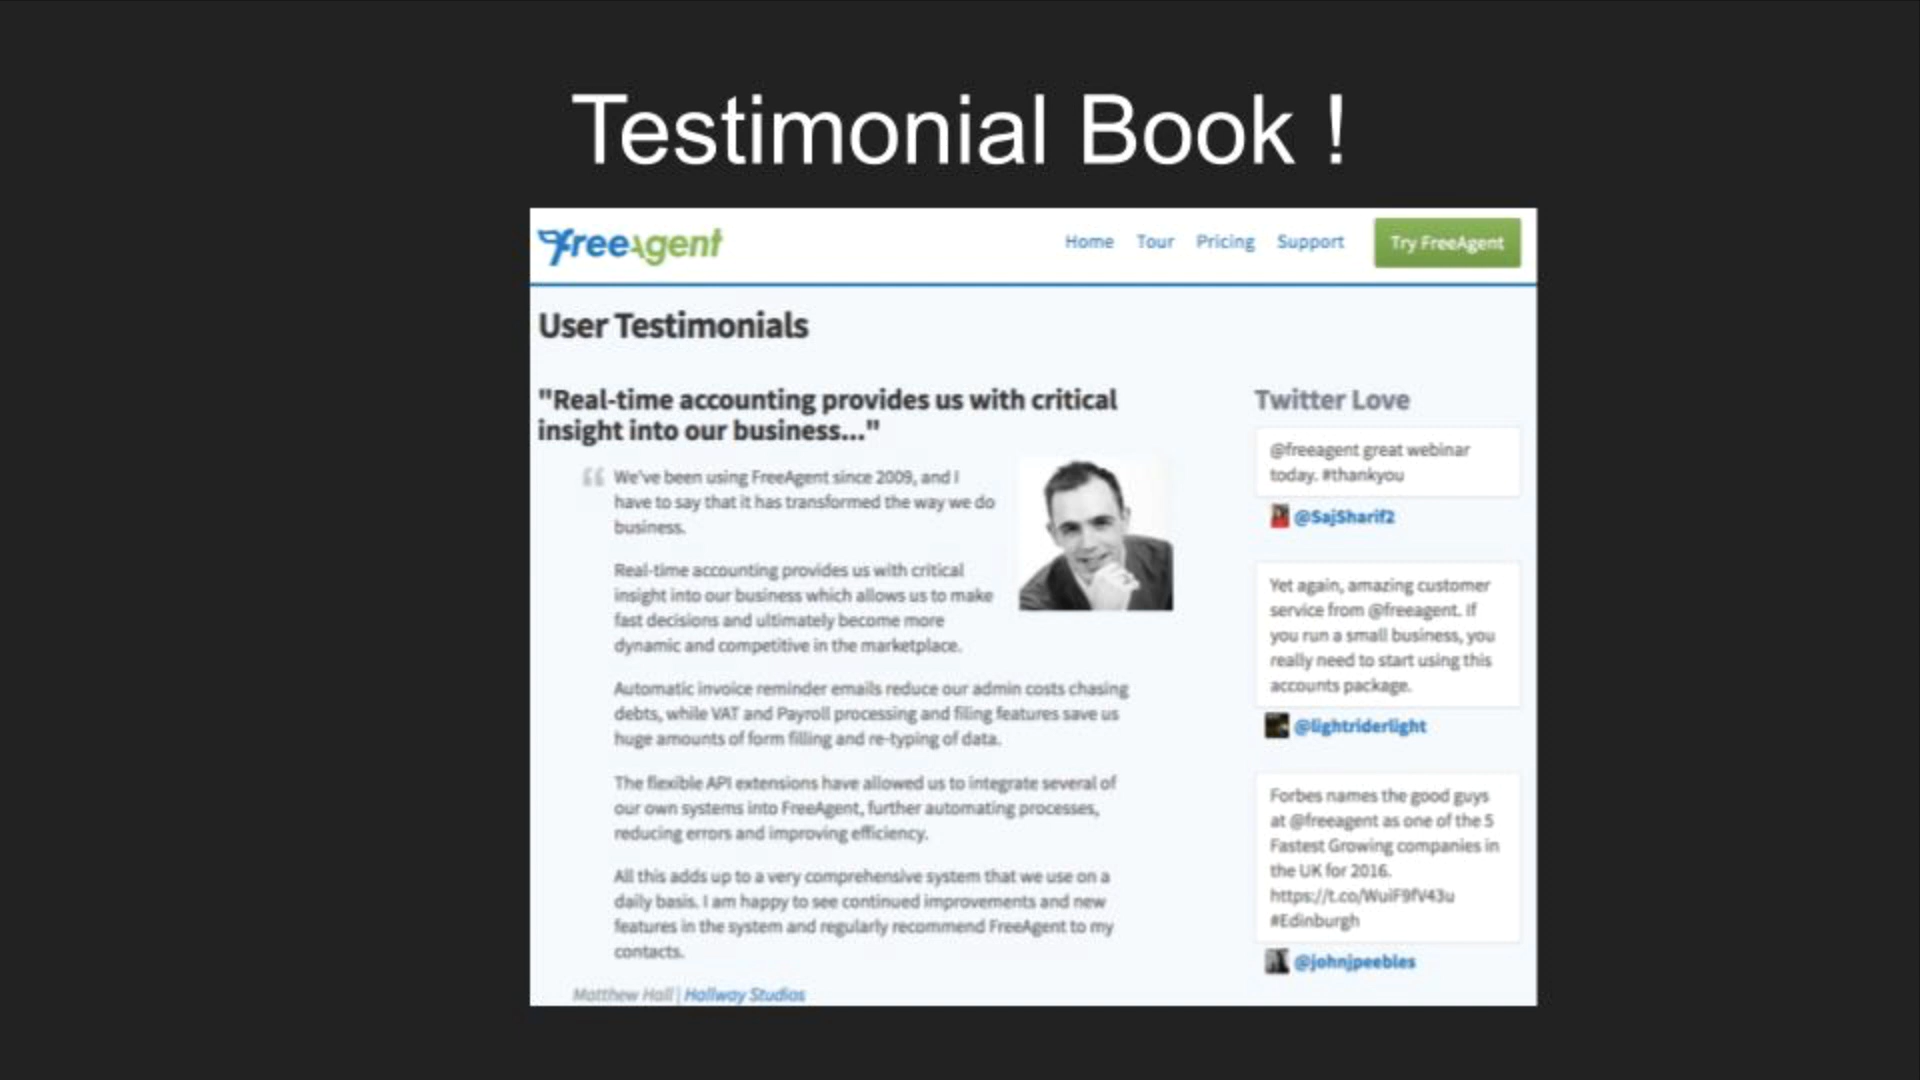 Testimonial Book !
freeagent
Home Tour Pricing Support Try FreeAgent
User Testimonials
"Real-time accounting provides us with critical
insight into our business..."
We've been using FreeAgent since 2009, and I
have to say that it has transformed the way we do
business.
Real-time accounting provides us with critical
insight into our business which allows us to make
fast decisions and ultimately become more
dynamic and competitive in the marketplace.
Automatic invoice reminder emails reduce our admin costs chasing
debts, while VAT and Payroll processing and filing features save us
huge amounts of form filling and re-typing of data.
The flexible API extensions have allowed us to integrate several of
our own systems into FreeAgent, further automating processes,
reducing errors and improving efficiency.
All this adds up to a very comprehensive system that we use on a
daily basis. I am happy to see continued improvements and new
features in the system and regularly recommend FreeAgent to my
contacts.
Matthew Hall | Hallway Studios
Twitter Love
@freeagent great webinar
today. #thankyou
@SajSharif2
Yet again, amazing customer
service from @freeagent. If
you run a small business, you
really need to start using this
accounts package.
@lightriderlight
Forbes names the good guys
at @freeagent as one of the 5
Fastest Growing companies in
the UK for 2016.
https://t.co/WuiF9fV43u
#Edinburgh
@johnjpeebles